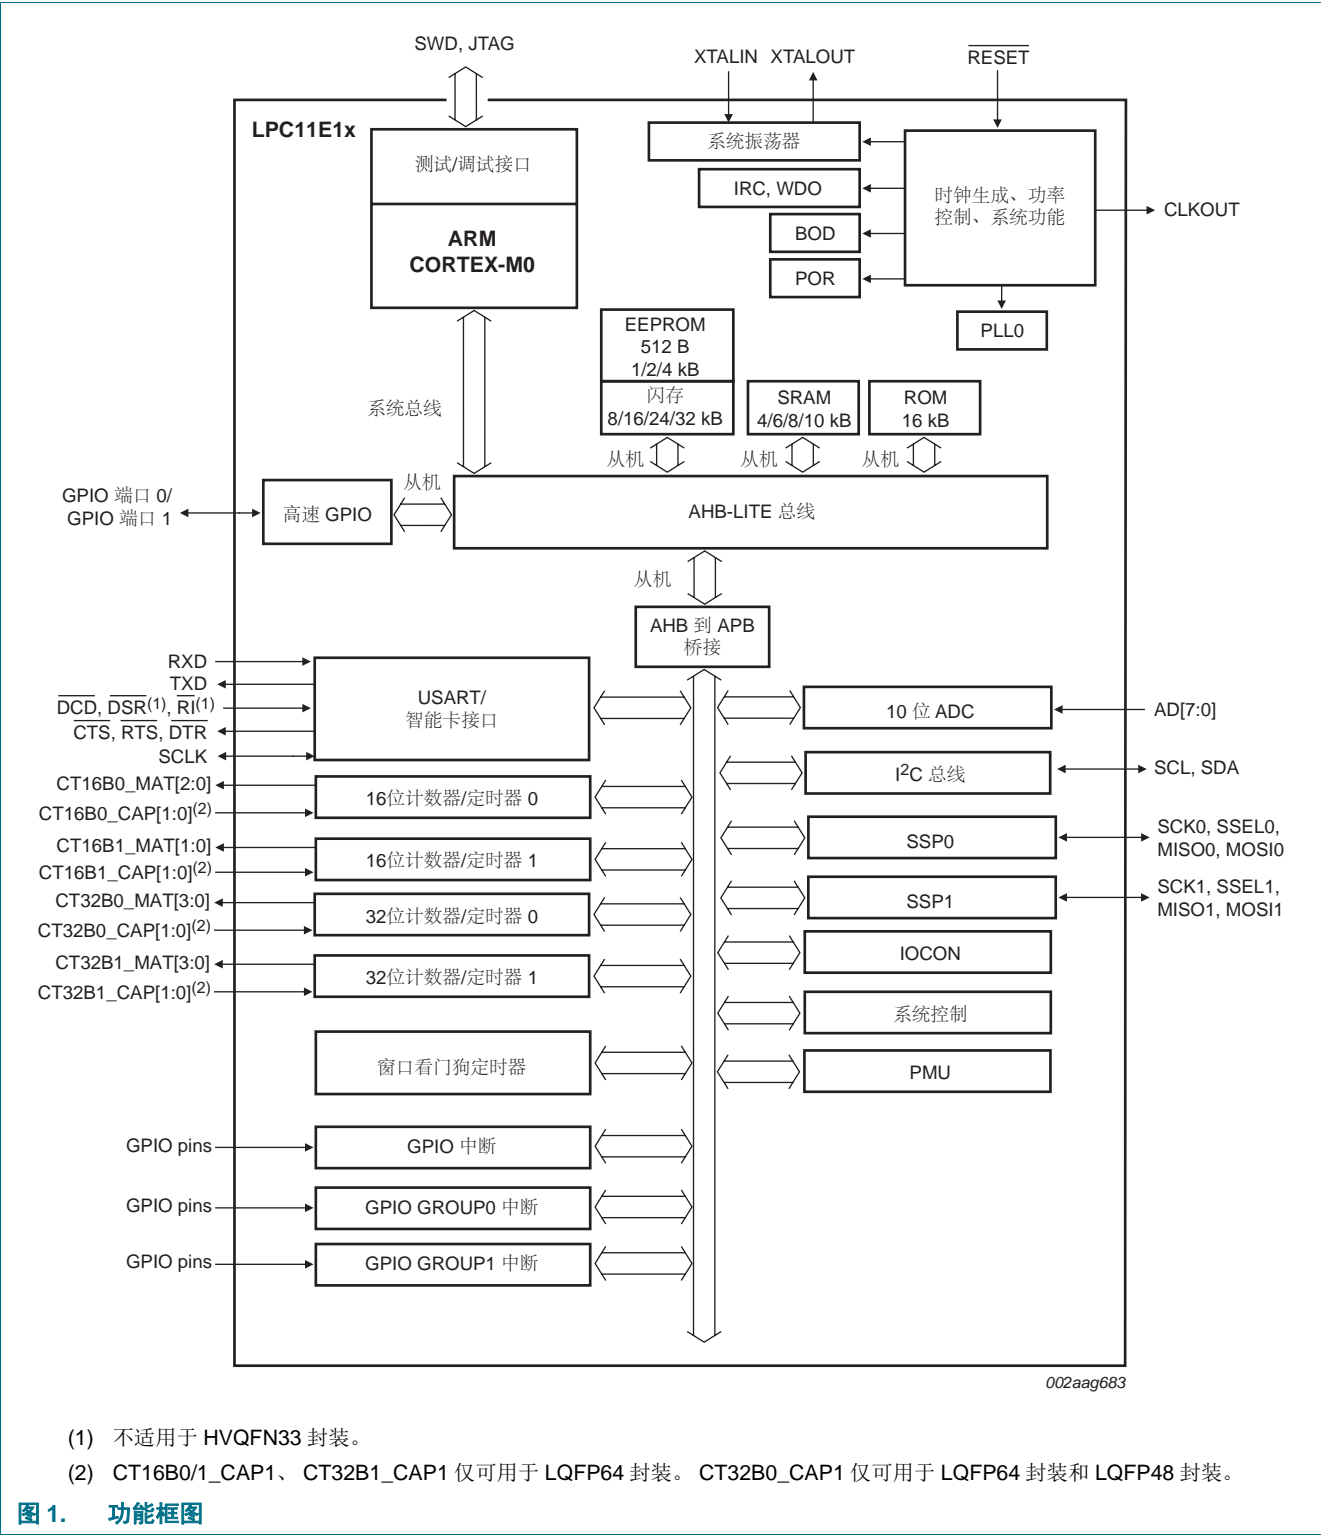 SWD, JTAG
XTALIN XTALOUT
RESET
LPC11E1x
测试/调试接口
ARM
CORTEX-M0
系统振荡器
IRC, WDO
BOD
POR
时钟生成、功率
控制、系统功能
CLKOUT
PLL0
EEPROM
512 B
1/2/4 kB
闪存
8/16/24/32 kB
SRAM
4/6/8/10 kB
ROM
16 kB
系统总线
从机
从机
从机
从机
GPIO 端口 0/
GPIO 端口 1
高速 GPIO
AHB-LITE 总线
从机
AHB 到 APB
桥接
RXD
TXD
DCD, DSR(1), RI(1)
CTS, RTS, DTR
SCLK
USART/
智能卡接口
CT16B0_MAT[2:0]
CT16B0_CAP[1:0](2)
16位计数器/定时器 0
CT16B1_MAT[1:0]
CT16B1_CAP[1:0](2)
16位计数器/定时器 1
CT32B0_MAT[3:0]
CT32B0_CAP[1:0](2)
32位计数器/定时器 0
CT32B1_MAT[3:0]
CT32B1_CAP[1:0](2)
32位计数器/定时器 1
窗口看门狗定时器
GPIO pins
GPIO 中断
GPIO pins
GPIO GROUP0 中断
GPIO pins
GPIO GROUP1 中断
10 位 ADC
AD[7:0]
I2C 总线
SCL, SDA
SSP0
SCK0, SSEL0,
MISO0, MOSI0
SSP1
SCK1, SSEL1,
MISO1, MOSI1
IOCON
系统控制
PMU
002aag683
(1) 不适用于 HVQFN33 封装。
(2) CT16B0/1_CAP1、 CT32B1_CAP1 仅可用于 LQFP64 封装。 CT32B0_CAP1 仅可用于 LQFP64 封装和 LQFP48 封装。
图 1. 功能框图